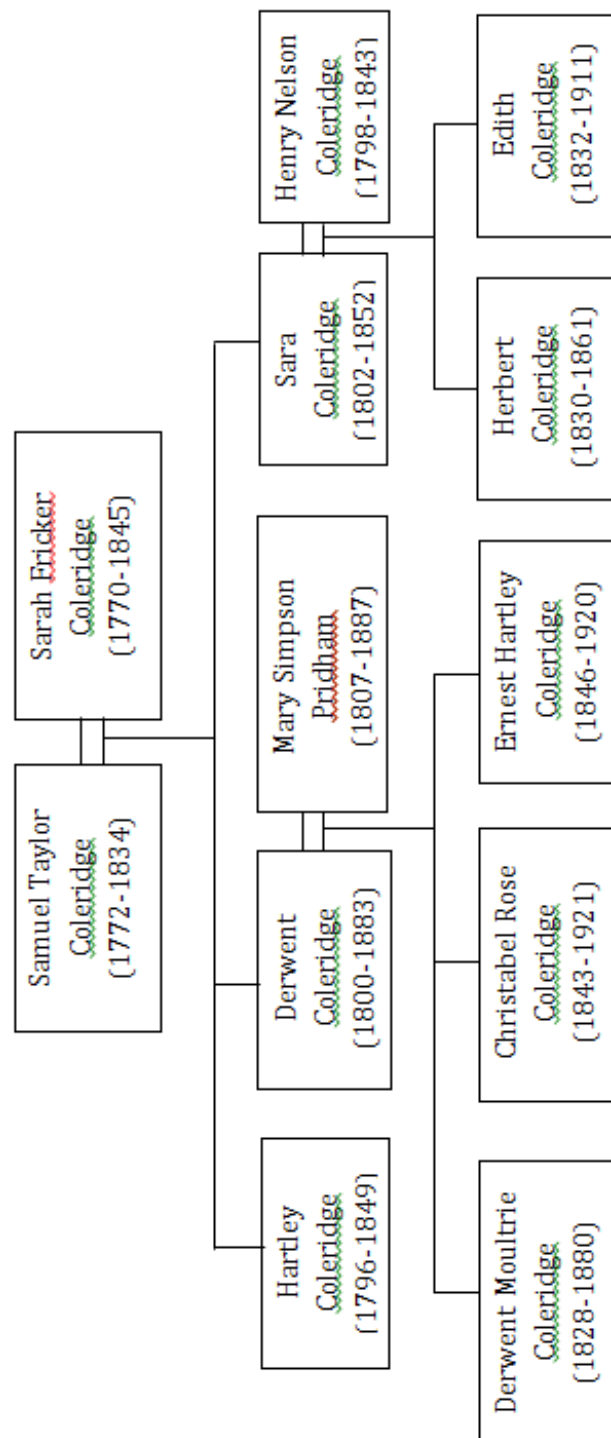 Samuel Taylor
Coleridge
(1772-1834)
Sarah Fricker
Coleridge
(1770-1845)
Hartley
Coleridge
(1796-1849)
Derwent
Coleridge
(1800-1883)
Mary Simpson
Pridham
(1807-1887)
Sara
Coleridge
(1802-1852)
Henry Nelson
Coleridge
(1798-1843)
Derwent Moultrie
Coleridge
(1828-1880)
Christabel Rose
Coleridge
(1843-1921)
Ernest Hartley
Coleridge
(1846-1920)
Herbert
Coleridge
(1830-1861)
Edith
Coleridge
(1832-1911)